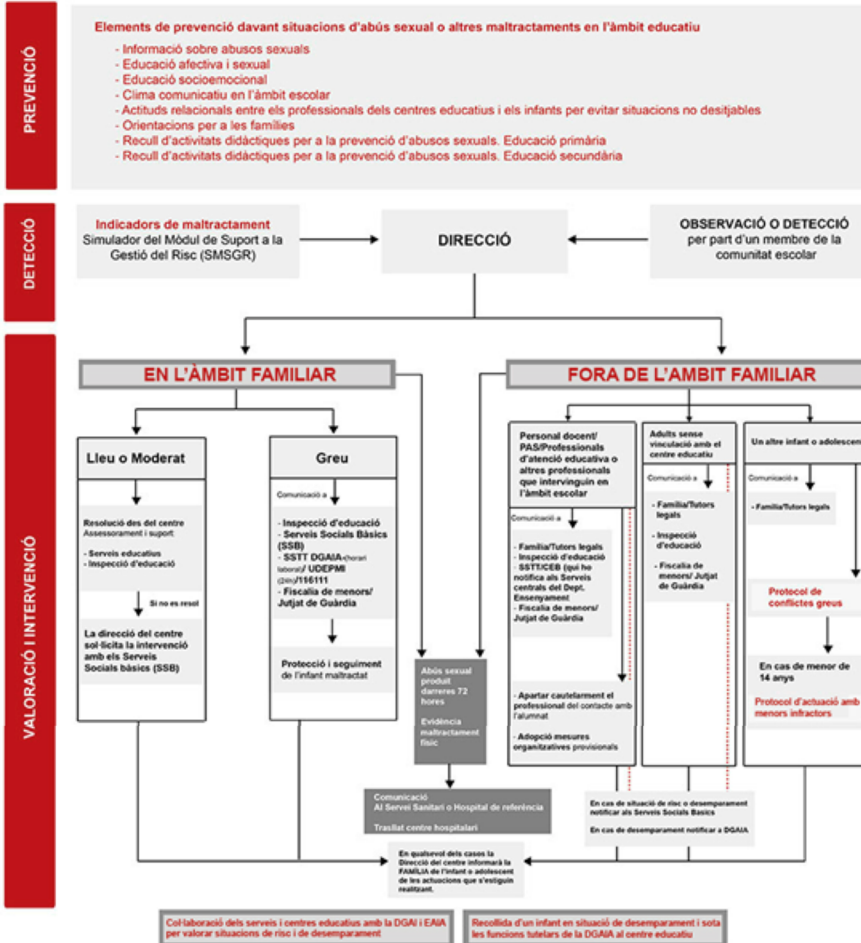 PREVENCIÓ
Elements de prevenció davant situacions d'abús sexual o altres maltractaments en l'àmbit educatiu
- Informació sobre abusos sexuals
- Educació afectiva i sexual
- Educació socioemocional
- Clima comunicatiu en l'àmbit escolar
- Actituds relacionals entre els professionals dels centres educatius i els infants per evitar situacions no desitjables
- Orientacions per a les famílies
- Recull d'activitats didàctiques per a la prevenció d'abusos sexuals. Educació primària
- Recull d'activitats didàctiques per a la prevenció d'abusos sexuals. Educació secundària
DETECCIÓ
Indicadors de maltractament
Simulador del Mòdul de Suport a la
Gestió del Risc (SMSGR)
DIRECCIÓ
OBSERVACIÓ O DETECCIÓ
per part d'un membre de la
comunitat escolar
VALORACIÓ I INTERVENCIÓ
EN L'ÀMBIT FAMILIAR
Lleu o Moderat
Resolució des del centre
Assessorament i suport:
- Serveis educatius
- Inspecció d'educació
Si no es resol
La direcció del centre
sol·licita la intervenció
amb els Serveis
Socials bàsics (SSB)
Greu
Comunicació a
- Inspecció d'educació
- Serveis Socials Bàsics
(SSB)
- SSTT DGAIA-(horari
laboral)/ UDEPMI
(24h)/116111
- Fiscalia de menors/
Jutjat de Guàrdia
Protecció i seguiment
de l'infant maltractat
Abús sexual
produit
darreres 72
hores
Evidència
maltractament
físic
Comunicació
Al Servei Sanitari o Hospital de referència
Trasllat centre hospitalari
FORA DE L'AMBIT FAMILIAR
Personal docent/
PAS/Professionals
d'atenció educativa o
altres professionals
que intervinguin en
l'àmbit escolar
Comunicació a
- Família/Tutors legals
- Inspecció d'educació
- SSTT/CEB (qui ho
notifica als Serveis
centrals del Dept.
Ensenyament
- Fiscalia de menors/
Jutjat de Guàrdia
- Apartar cautelarment el
professional del contacte amb
l'alumnat
- Adopció mesures
organitzatives provisionals
Adults sense
vinculació amb el
centre educatiu
Comunicació a
- Família/Tutors
legals
- Inspecció
d'educació
- Fiscalia de
menors/ Jutjat
de Guàrdia
Un altre infant o adolescent
Comunicació a
- Família/Tutors legals
Protocol de
conflictes greus
En cas de menor de
14 anys
Protocol d'actuació amb
menors infractors
En cas de situació de risc o desemparament
notificar als Serveis Socials Basics
En cas de desemparament notificar a DGAIA
En qualsevol dels casos la
Direcció del centre informarà la
FAMÍLIA de l'infant o adolescent
de les actuacions que s'estiguin
realitzant.
Col·laboració dels serveis i centres educatius amb la DGAI i EAIA
per valorar situacions de risc i de desemparament
Recollida d'un infant en situació de desemparament i sota
les funcions tutelars de la DGAIA al centre educatiu